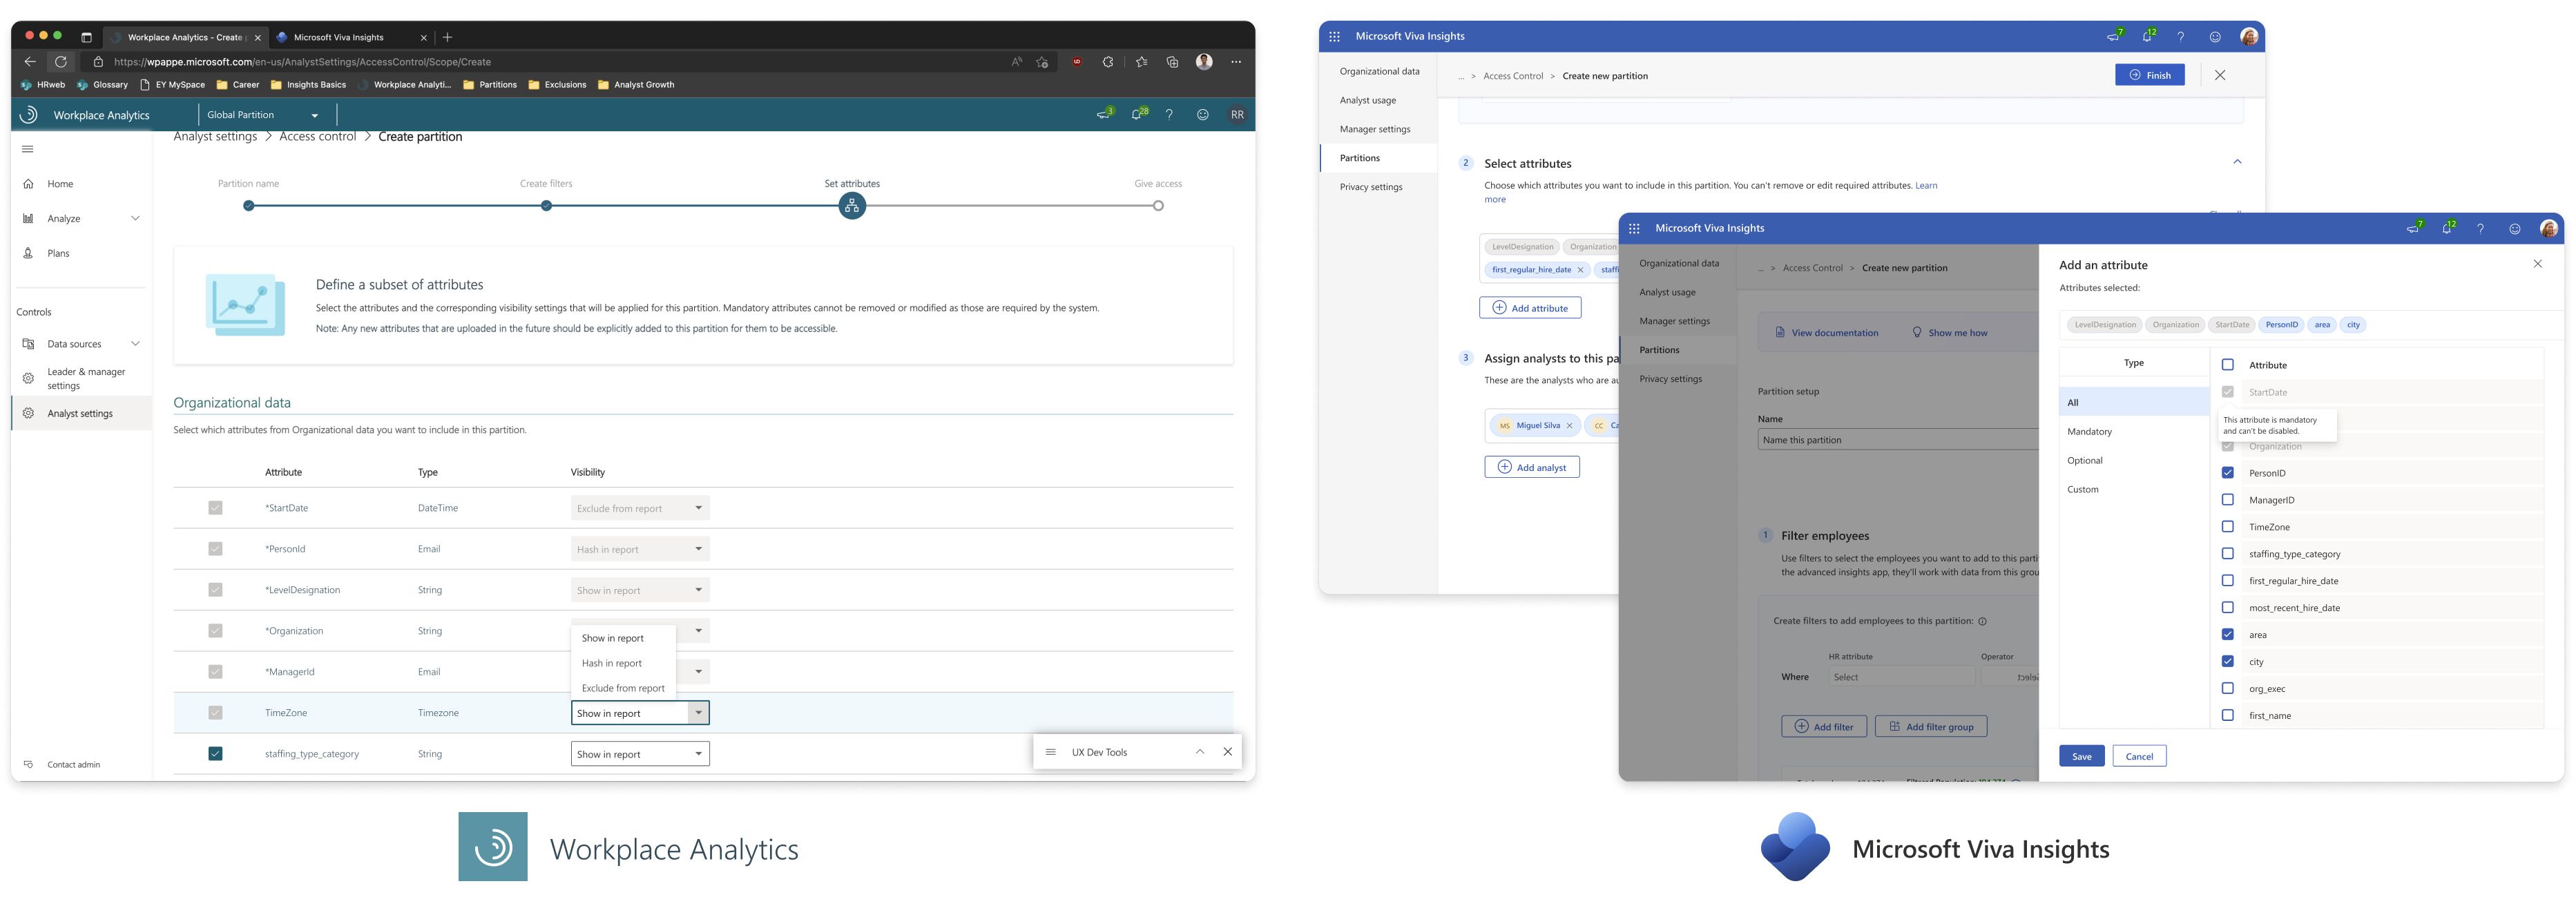 Workplace Analytics - Create
Microsoft Viva Insights
https://wpappe.microsoft.com/en-us/AnalystSettings/AccessControl/Scope/Create
HRweb
Glossary
EY MySpace
Career
Insights Basics
Workplace Analyti...
Partitions
Exclusions
Analyst Growth
Workplace Analytics
Global Partition
3
28
?
RR
Analyst settings > Access control > Create partition
Home
Analyze
Plans
Controls
Data sources
Leader & manager
settings
Analyst settings
Contact admin
Partition name
Create filters
Set attributes
Give access
Define a subset of attributes
Select the attributes and the corresponding visibility settings that will be applied for this partition. Mandatory attributes cannot be removed or modified as those are required by the system.
Note: Any new attributes that are uploaded in the future should be explicitly added to this partition for them to be accessible.
Organizational data
Select which attributes from Organizational data you want to include in this partition.
Attribute Type Visibility
*StartDate DateTime Exclude from report
*PersonId Email Hash in report
*LevelDesignation String Show in report
*Organization String
*ManagerId Email
Show in report
Hash in report
Exclude from report
TimeZone Timezone Show in report
staffing_type_category String Show in report
UX Dev Tools
Workplace Analytics
Microsoft Viva Insights
7
12
?
Organizational data
Analyst usage
Manager settings
Partitions
Privacy settings
... > Access Control > Create new partition
Finish
2 Select attributes
Choose which attributes you want to include in this partition. You can't remove or edit required attributes. Learn
more
LevelDesignation Organization
first_regular_hire_date staffi
Add attribute
3 Assign analysts to this pa
These are the analysts who are au
MS Miguel Silva CC Ca
Add analyst
Microsoft Viva Insights
7
12
?
Organizational data
Analyst usage
Manager settings
Partitions
Privacy settings
... > Access Control > Create new partition
View documentation
Show me how
Partition setup
Name
Name this partition
1 Filter employees
Use filters to select the employees you want to add to this parti
the advanced insights app, they'll work with data from this grou
Create filters to add employees to this partition:
HR attribute Operator
Where Select
Add filter
Add filter group
Add an attribute
Attributes selected:
LevelDesignation Organization StartDate PersonID area city
Type
All
Mandatory
Optional
Custom
Attribute
StartDate
This attribute is mandatory
and can't be disabled.
Organization
PersonID
ManagerID
TimeZone
staffing_type_category
first_regular_hire_date
most_recent_hire_date
area
city
org_exec
first_name
Save
Cancel
Microsoft Viva Insights